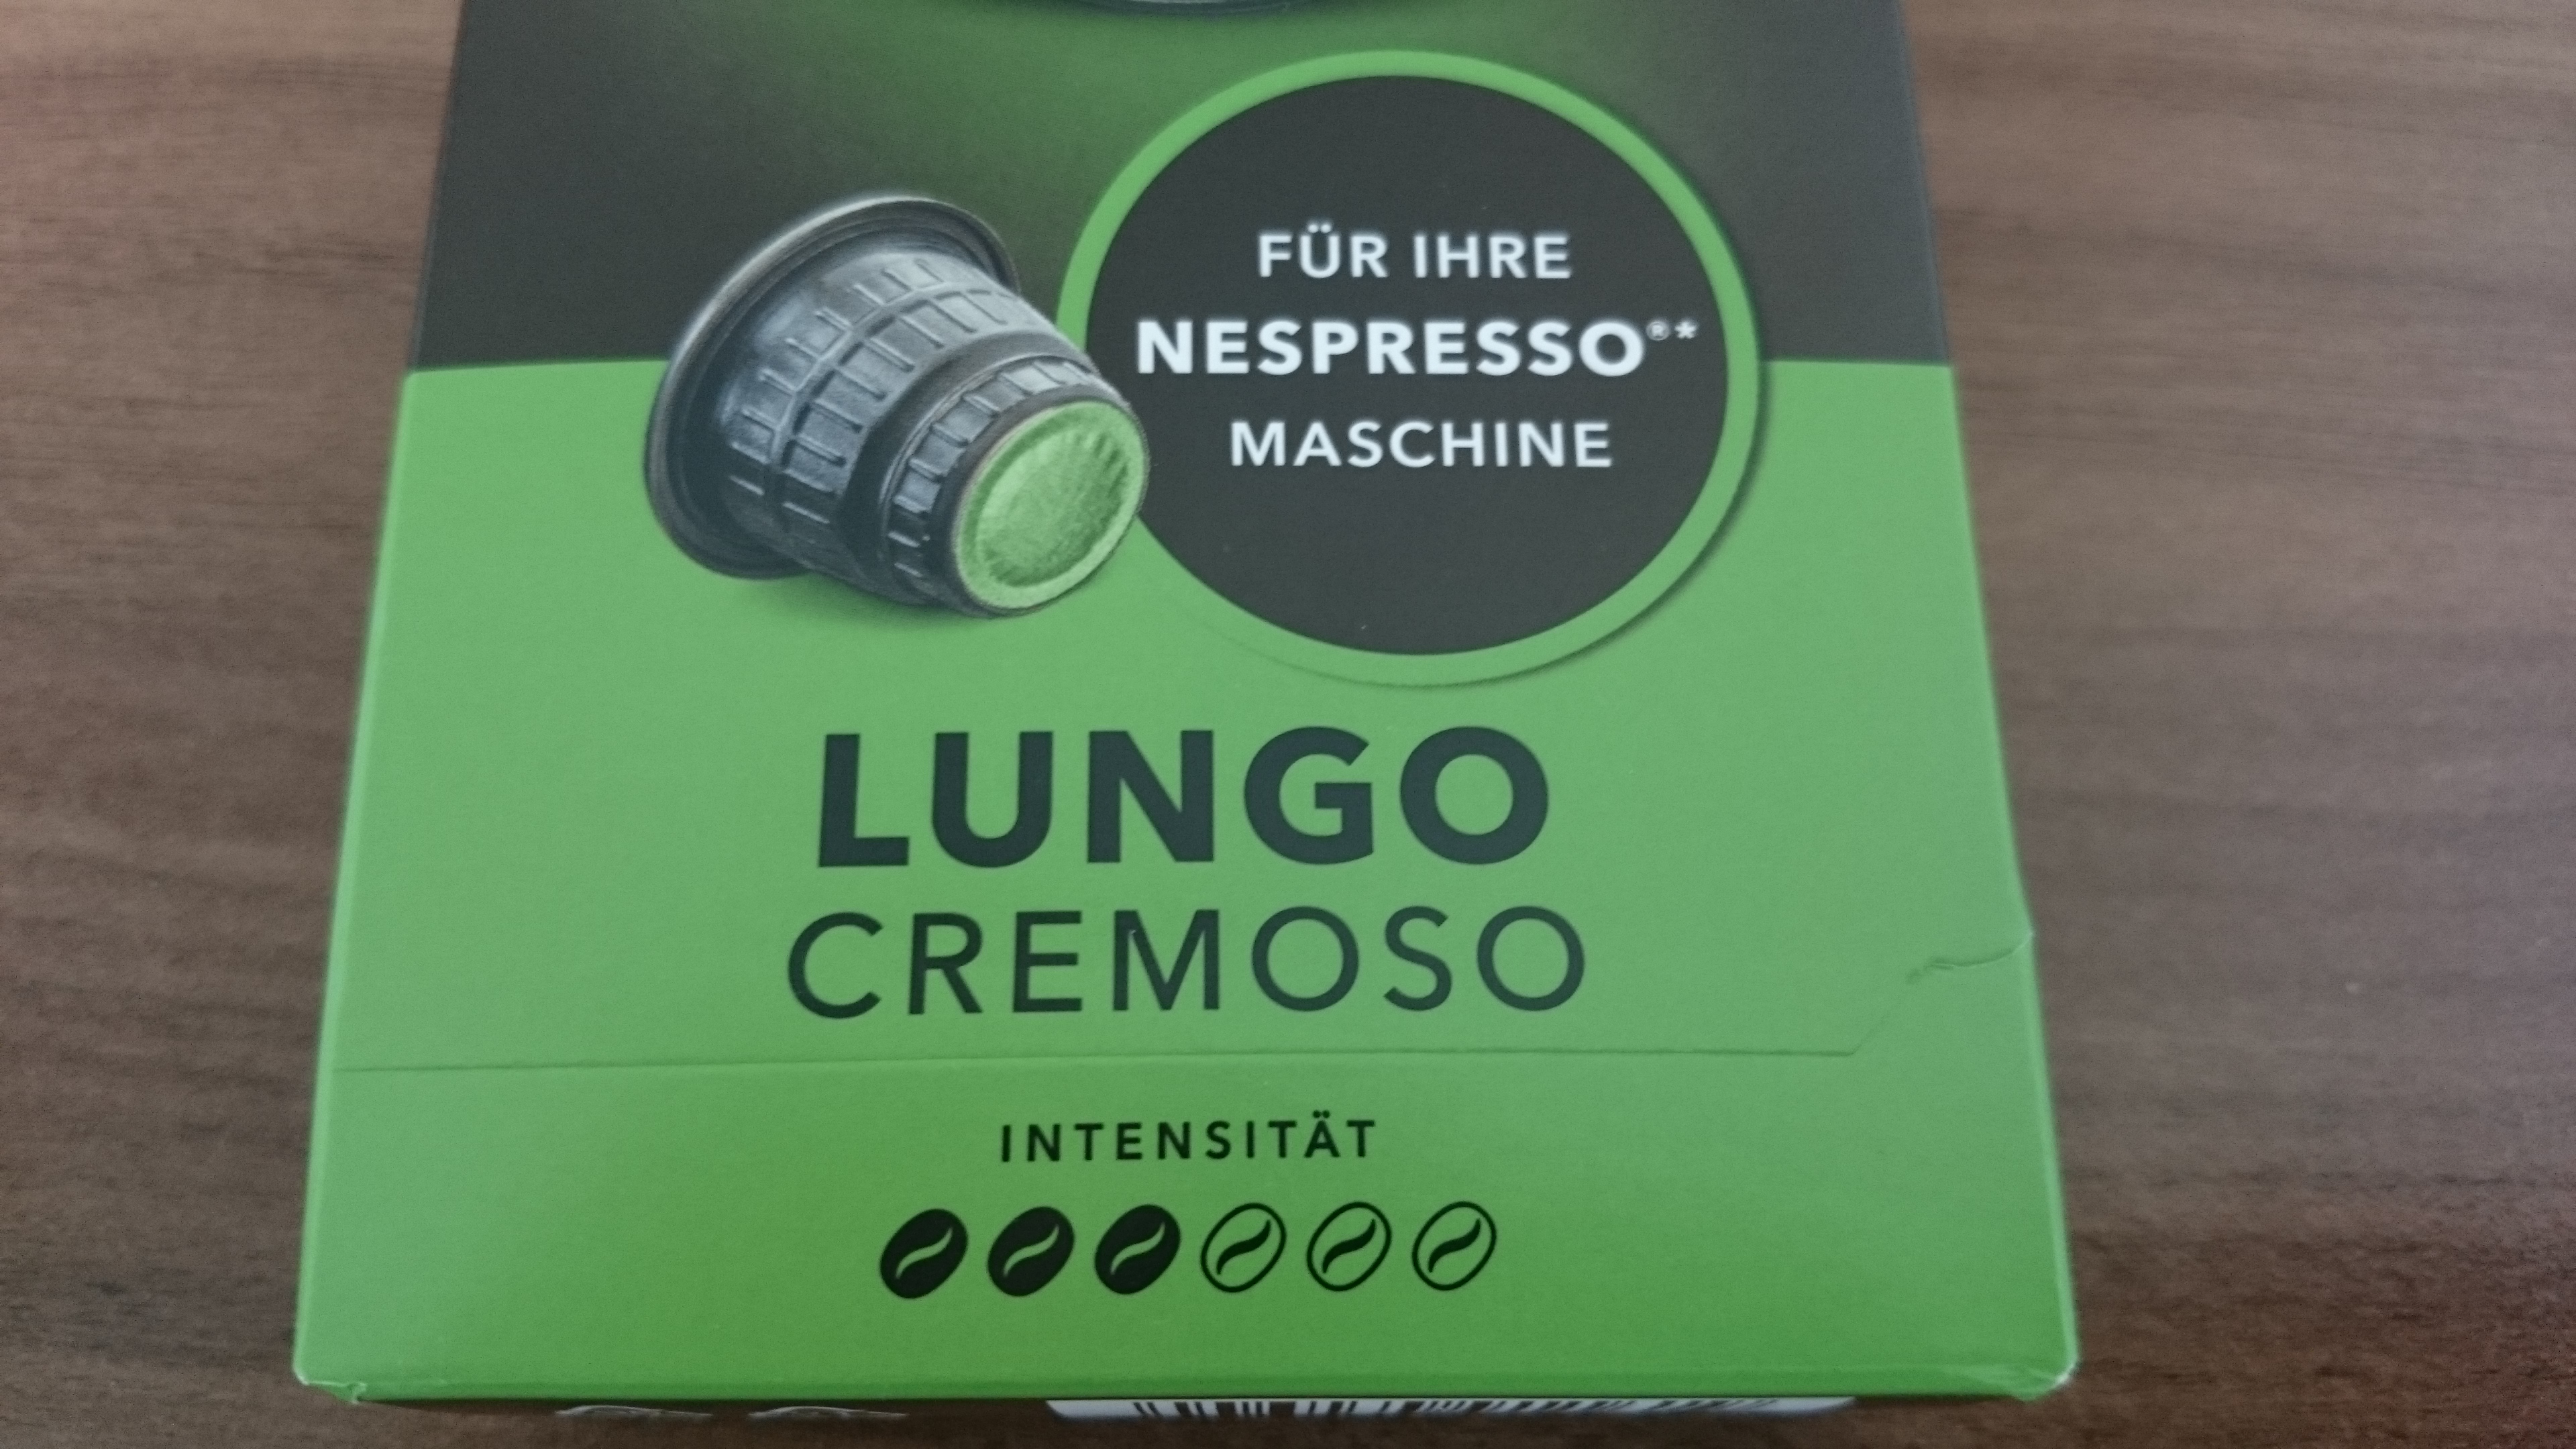 FÜR IHRE
NESPRESSO®*
MASCHINE
LUNGO
CREMOSO
INTENSITÄT